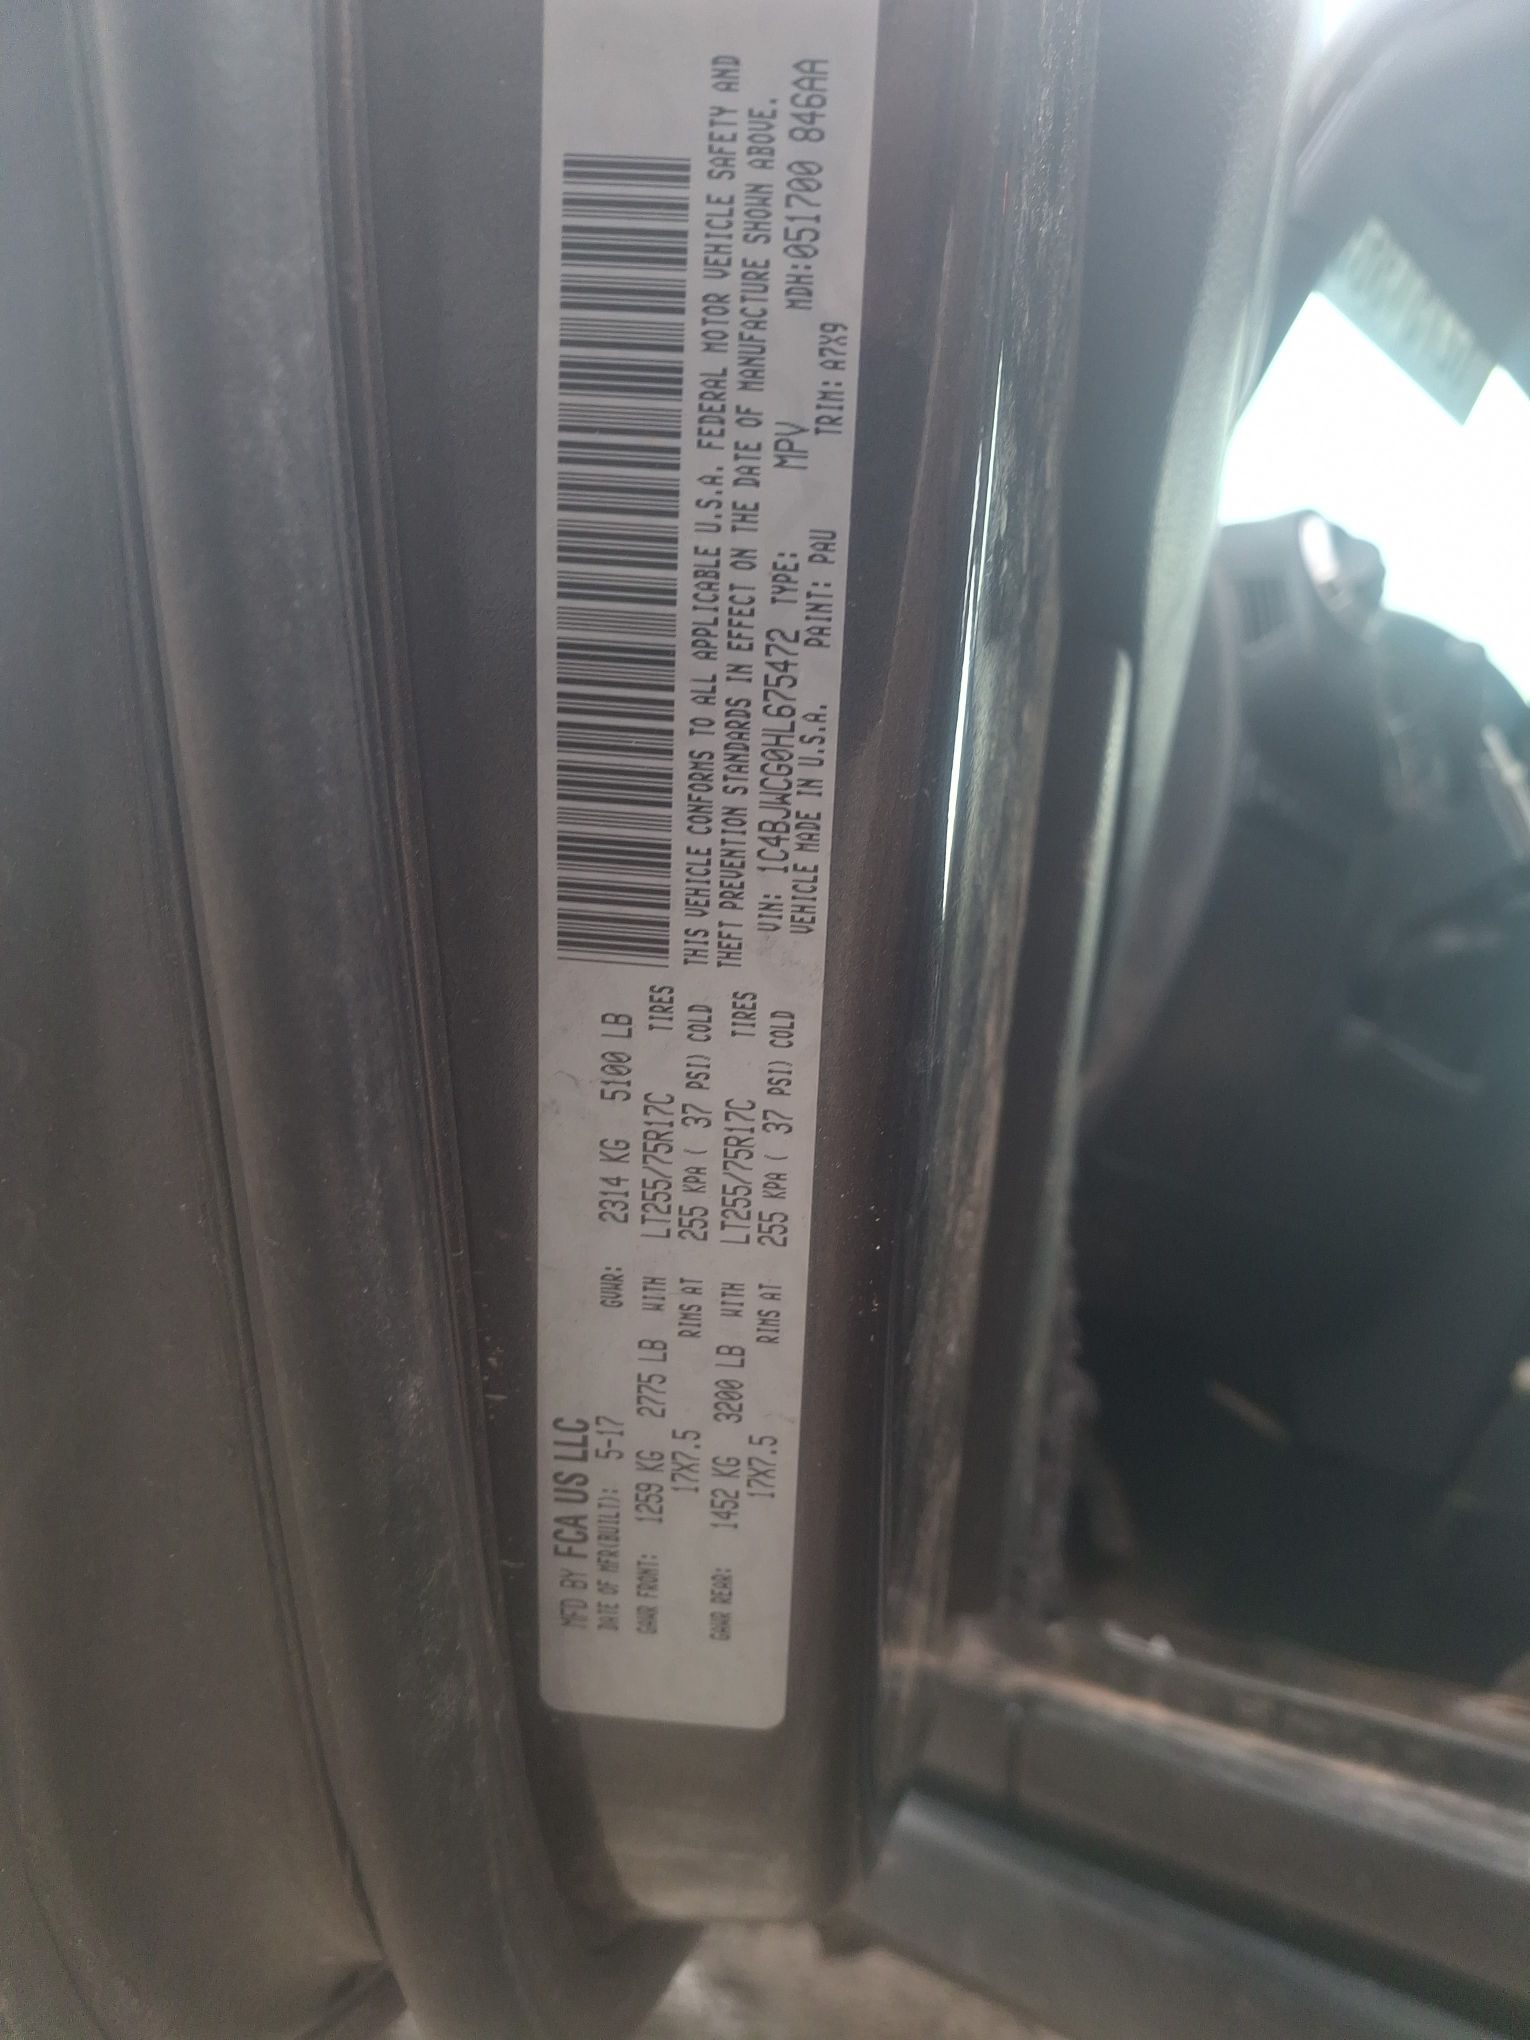 MFD BY FCA US LLC
DATE OF MFR(BUILT): 5-17 GVWR: 2314 KG 5100 LB
GAWR FRONT: 1259 KG 2775 LB WITH LT255/75R17C TIRES
17X7.5 RIMS AT 255 KPA ( 37 PSI) COLD
GAWR REAR: 1452 KG 3200 LB WITH LT255/75R17C TIRES
17X7.5 RIMS AT 255 KPA ( 37 PSI) COLD
THIS VEHICLE CONFORMS TO ALL APPLICABLE U.S.A. FEDERAL MOTOR VEHICLE SAFETY AND
THEFT PREVENTION STANDARDS IN EFFECT ON THE DATE OF MANUFACTURE SHOWN ABOVE.
VIN: 1C4BJWCG0HL675472 TYPE: MPV MDH:051700 846AA
VEHICLE MADE IN U.S.A. PAINT: PAU TRIM: A7X9